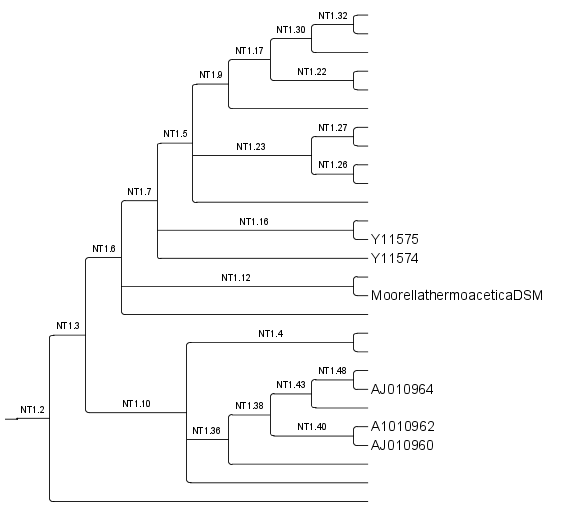 NT1.32
NT1.30
NT1.17
NT1.22
NT1.9
NT1.27
NT1.5
NT1.23
NT1.26
NT1.7
NT1.16
Y11575
NT1.6
Y11574
NT1.12
MoorellathermoaceticaDSM
NT1.3
NT1.4
NT1.48
NT1.43
AJ010964
NT1.10
NT1.38
NT1.2
NT1.40
A1010962
NT1.36
AJ010960